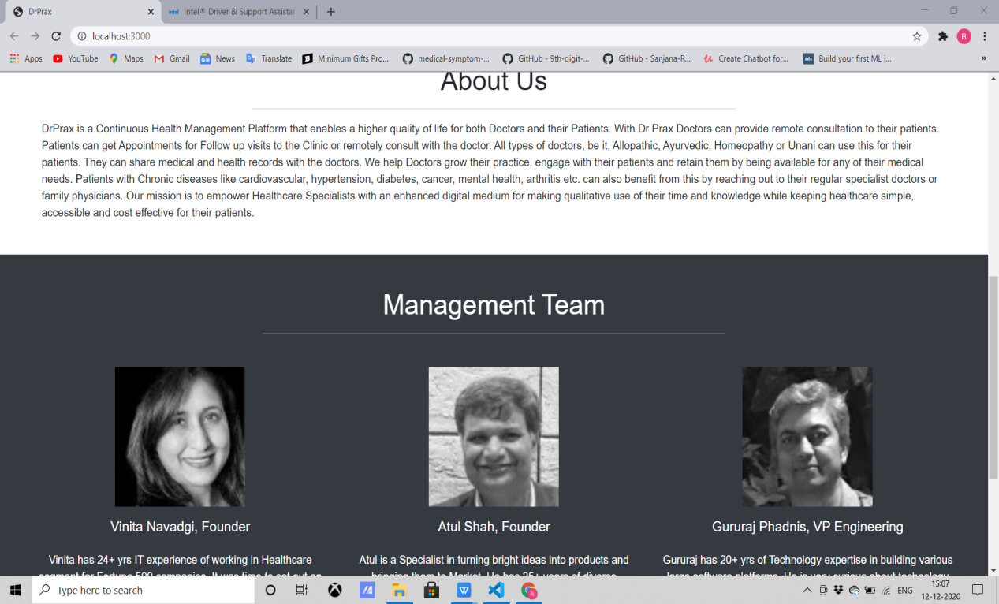 DrPrax
intel Intel® Driver & Support Assistan
localhost:3000
R
Apps YouTube Maps Gmail News Translate Minimum Gifts Pro... medical-symptom-... GitHub - 9th-digit-... GitHub - Sanjana-R... Create Chatbot for... Build your first ML i... »
About Us
DrPrax is a Continuous Health Management Platform that enables a higher quality of life for both Doctors and their Patients. With Dr Prax Doctors can provide remote consultation to their patients.
Patients can get Appointments for Follow up visits to the Clinic or remotely consult with the doctor. All types of doctors, be it, Allopathic, Ayurvedic, Homeopathy or Unani can use this for their
patients. They can share medical and health records with the doctors. We help Doctors grow their practice, engage with their patients and retain them by being available for any of their medical
needs. Patients with Chronic diseases like cardiovascular, hypertension, diabetes, cancer, mental health, arthritis etc. can also benefit from this by reaching out to their regular specialist doctors or
family physicians. Our mission is to empower Healthcare Specialists with an enhanced digital medium for making qualitative use of their time and knowledge while keeping healthcare simple,
accessible and cost effective for their patients.
Management Team
Vinita Navadgi, Founder
Vinita has 24+ yrs IT experience of working in Healthcare
segment for Fortune 500 companies. It was time to set out on
Atul Shah, Founder
Atul is a Specialist in turning bright ideas into products and
bringing them to Market. He has 25+ years of diverse
Gururaj Phadnis, VP Engineering
Gururaj has 20+ yrs of Technology expertise in building various
large software platforms. He is very curious about technology
Type here to search
ENG
15:07
12-12-2020